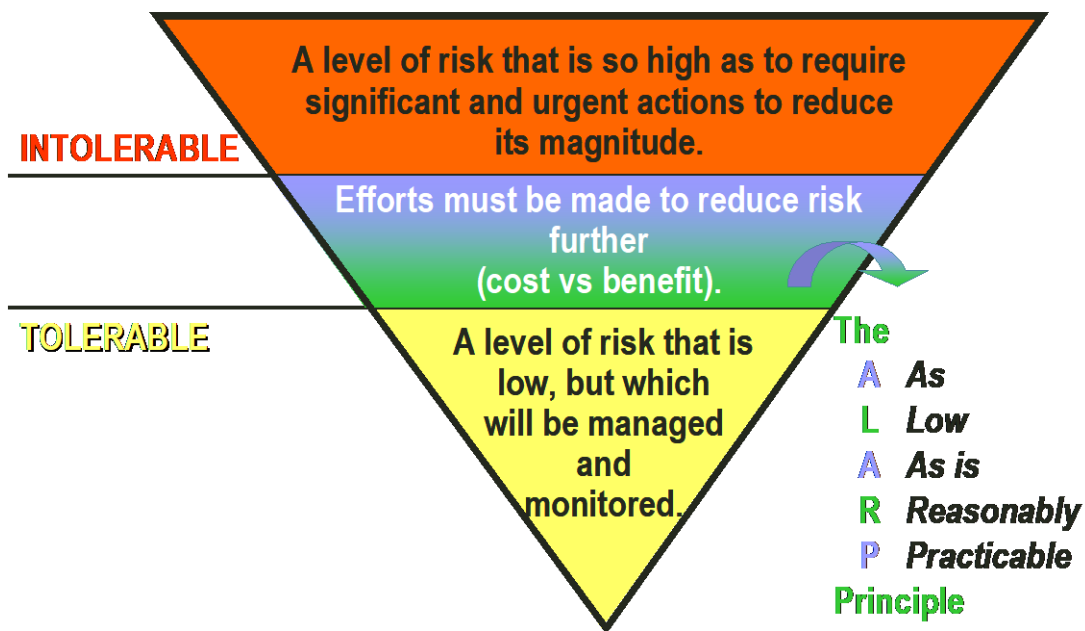 A level of risk that is so high as to require
significant and urgent actions to reduce
its magnitude.
INTOLERABLE
Efforts must be made to reduce risk
further
(cost vs benefit).
TOLERABLE
A level of risk that is
low, but which
will be managed
and
monitored.
The
A As
L Low
A As is
R Reasonably
P Practicable
Principle